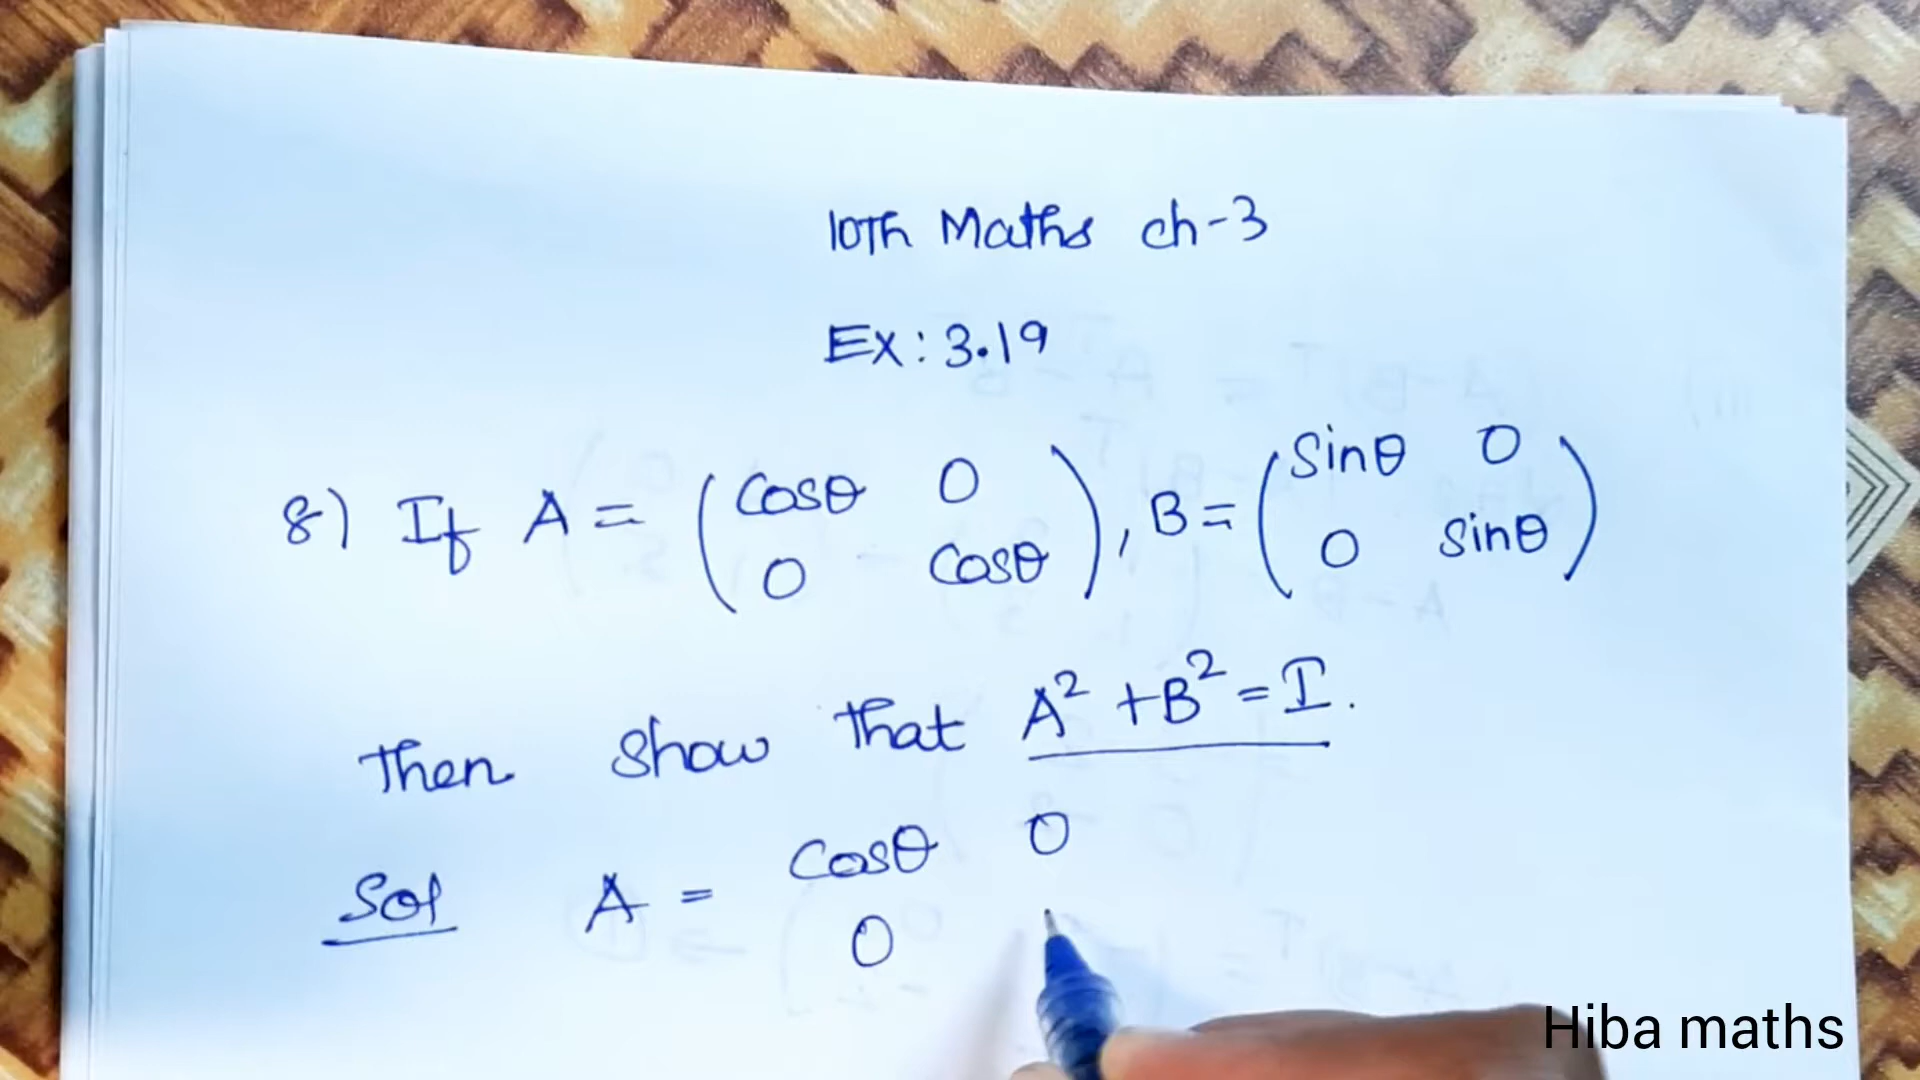 10Th Maths ch-3
Ex: 3.19
8) If A = (cosθ 0 0 cosθ), B = (sinθ 0 0 sinθ)
Then show that A² + B² = I.
Sol A = cosθ 0
0
Hiba maths